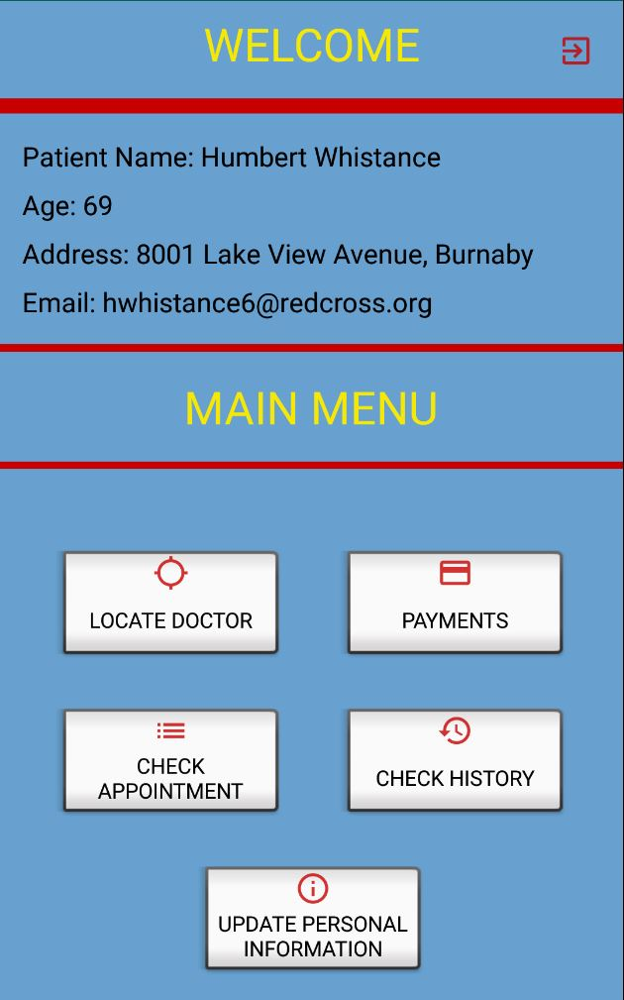 WELCOME
Patient Name: Humbert Whistance
Age: 69
Address: 8001 Lake View Avenue, Burnaby
Email: hwhistance6@redcross.org
MAIN MENU
LOCATE DOCTOR
PAYMENTS
CHECK
APPOINTMENT
CHECK HISTORY
UPDATE PERSONAL
INFORMATION